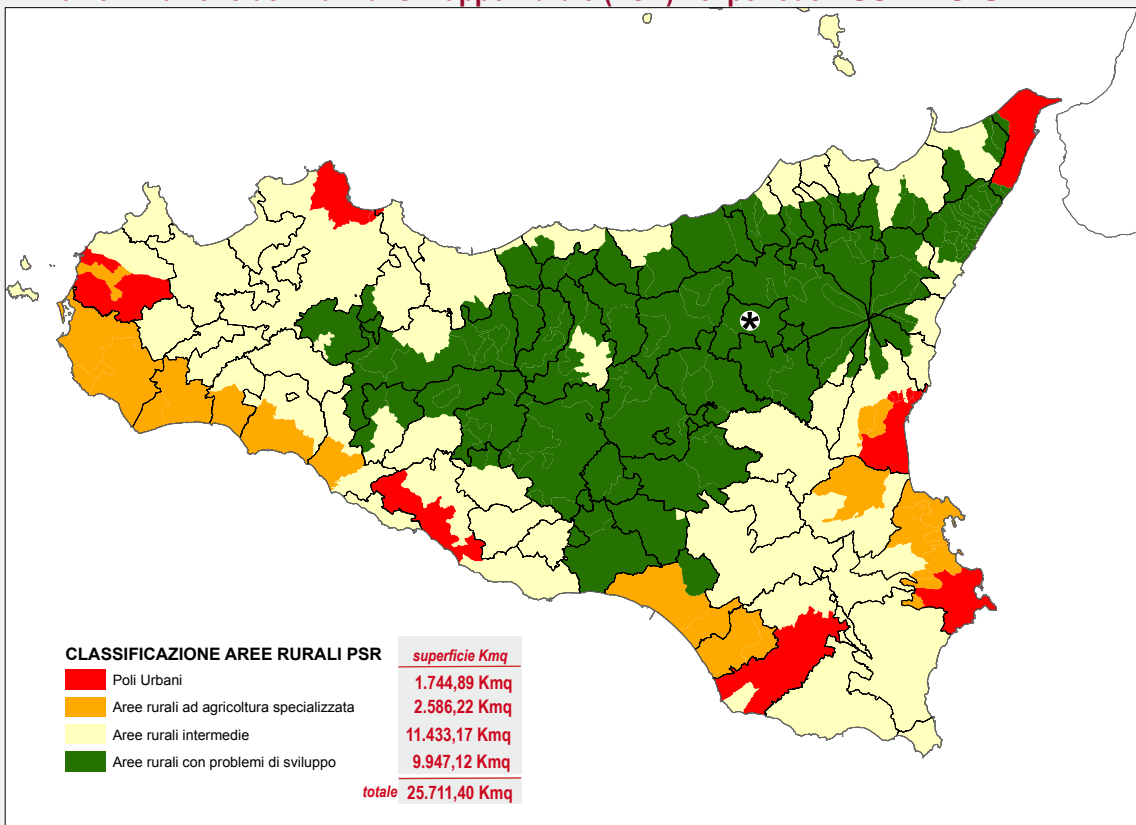 CLASSIFICAZIONE AREE RURALI PSR
superficie Kmq
Poli Urbani
1.744,89 Kmq
Aree rurali ad agricoltura specializzata
2.586,22 Kmq
Aree rurali intermedie
11.433,17 Kmq
Aree rurali con problemi di sviluppo
9.947,12 Kmq
totale 25.711,40 Kmq
*